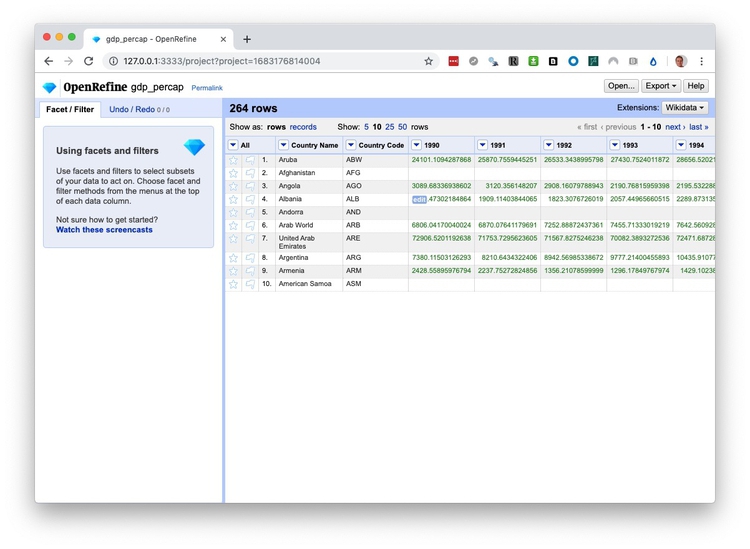 gdp_percap - OpenRefine
127.0.0.1:3333/project?project=1683176814004
OpenRefine gdp_percap Permalink
Open... Export Help
Facet / Filter Undo / Redo 0 / 0
264 rows
Extensions: Wikidata
Using facets and filters
Use facets and filters to select subsets
of your data to act on. Choose facet and
filter methods from the menus at the top
of each data column.
Not sure how to get started?
Watch these screencasts
Show as: rows records Show: 5 10 25 50 rows
« first ‹ previous 1 - 10 next › last »
All Country Name Country Code 1990 1991 1992 1993 1994
1. Aruba ABW 24101.1094287868 25870.7559445251 26533.3438995798 27430.7524011872 28656.52021
2. Afghanistan AFG
3. Angola AGO 3089.68336938602 3120.356148207 2908.16079788943 2190.76815959398 2195.532288
4. Albania ALB edit .47302184864 1909.11403844065 1823.3076726019 2057.44965660515 2289.873135
5. Andorra AND
6. Arab World ARB 6806.04170040024 6870.07641179691 7252.88872437361 7455.71333019219 7642.560928
7. United Arab
Emirates ARE 72906.5201192638 71753.7295623605 71567.8275246238 70082.3893272536 72471.68728
8. Argentina ARG 7380.11503126293 8210.6434322406 8942.56985338672 9777.21400455893 10435.91077
9. Armenia ARM 2428.55895976794 2237.75272824856 1356.21078599999 1296.17849767974 1429.10238
10. American Samoa ASM